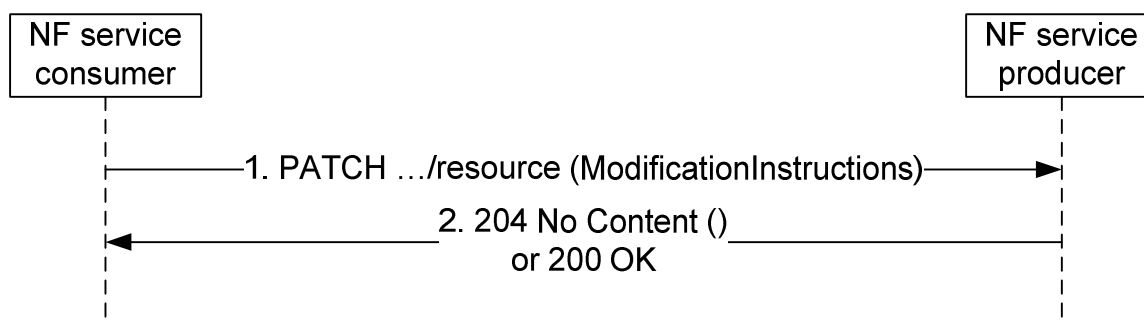 NF service
consumer
NF service
producer
1. PATCH …/resource (ModificationInstructions)
2. 204 No Content ()
or 200 OK